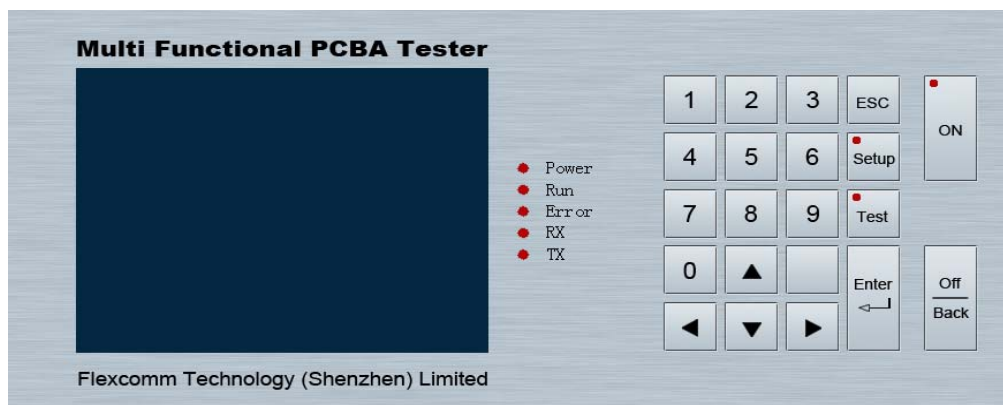 Multi Functional PCBA Tester
Power
Run
Error
RX
TX
Flexcomm Technology (Shenzhen) Limited
1 2 3 ESC
4 5 6 Setup
7 8 9 Test
0 Enter
ON
Off
Back